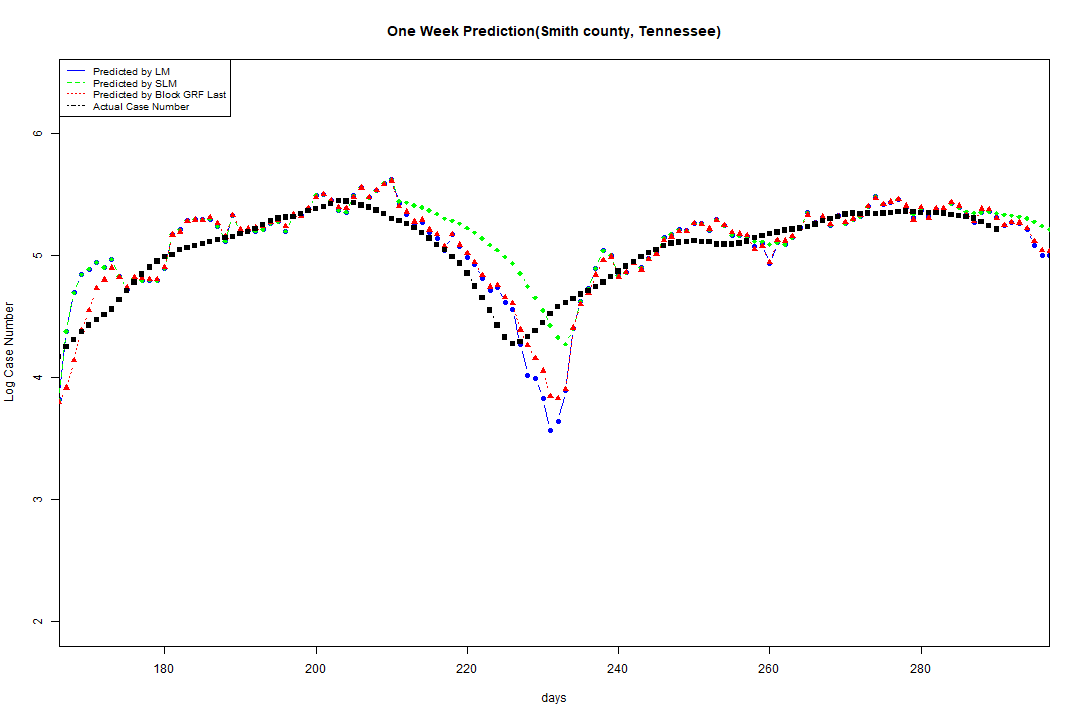 One Week Prediction(Smith county, Tennessee)
Predicted by LM
Predicted by SLM
Predicted by Block GRF Last
Actual Case Number
6
5
4
3
2
Log Case Number
180 200 220 240 260 280
days